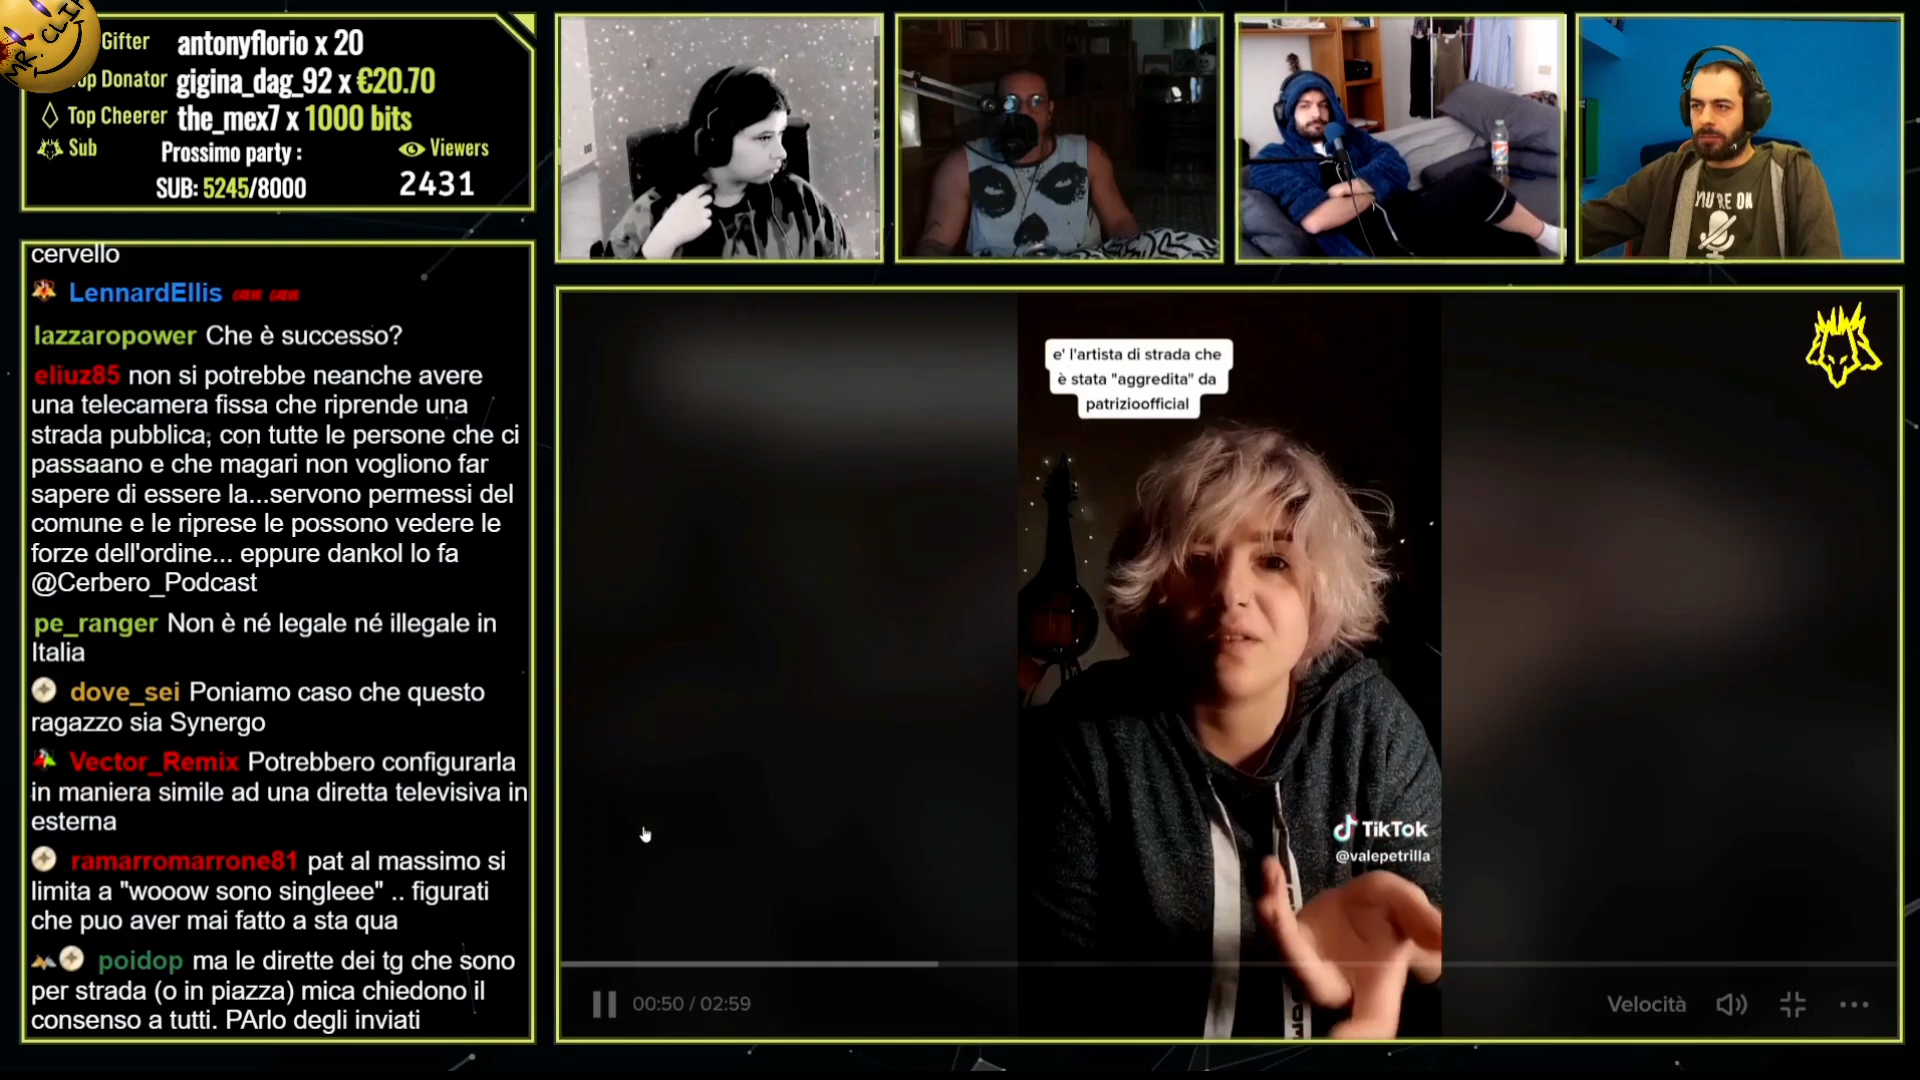 MR. CLIP
Gifter antonyflorio x 20
op Donator gigina_dag_92 x €20.70
Top Cheerer the_mex7 x 1000 bits
Sub Prossimo party : Viewers
SUB: 5245/8000 2431
cervello
LennardEllis
lazzaropower Che è successo?
eliuz85 non si potrebbe neanche avere
una telecamera fissa che riprende una
strada pubblica, con tutte le persone che ci
passaano e che magari non vogliono far
sapere di essere la...servono permessi del
comune e le riprese le possono vedere le
forze dell'ordine... eppure dankol lo fa
@Cerbero_Podcast
pe_ranger Non è né legale né illegale in
Italia
dove_sei Poniamo caso che questo
ragazzo sia Synergo
Vector_Remix Potrebbero configurarla
in maniera simile ad una diretta televisiva in
esterna
ramarromarrone81 pat al massimo si
limita a "wooow sono singleee" .. figurati
che puo aver mai fatto a sta qua
poidop ma le dirette dei tg che sono
per strada (o in piazza) mica chiedono il
consenso a tutti. PArlo degli inviati
YOU'RE ON
e' l'artista di strada che
è stata "aggredita" da
patrizioofficial
TikTok
@valepetrilla
00:50 / 02:59
Velocità